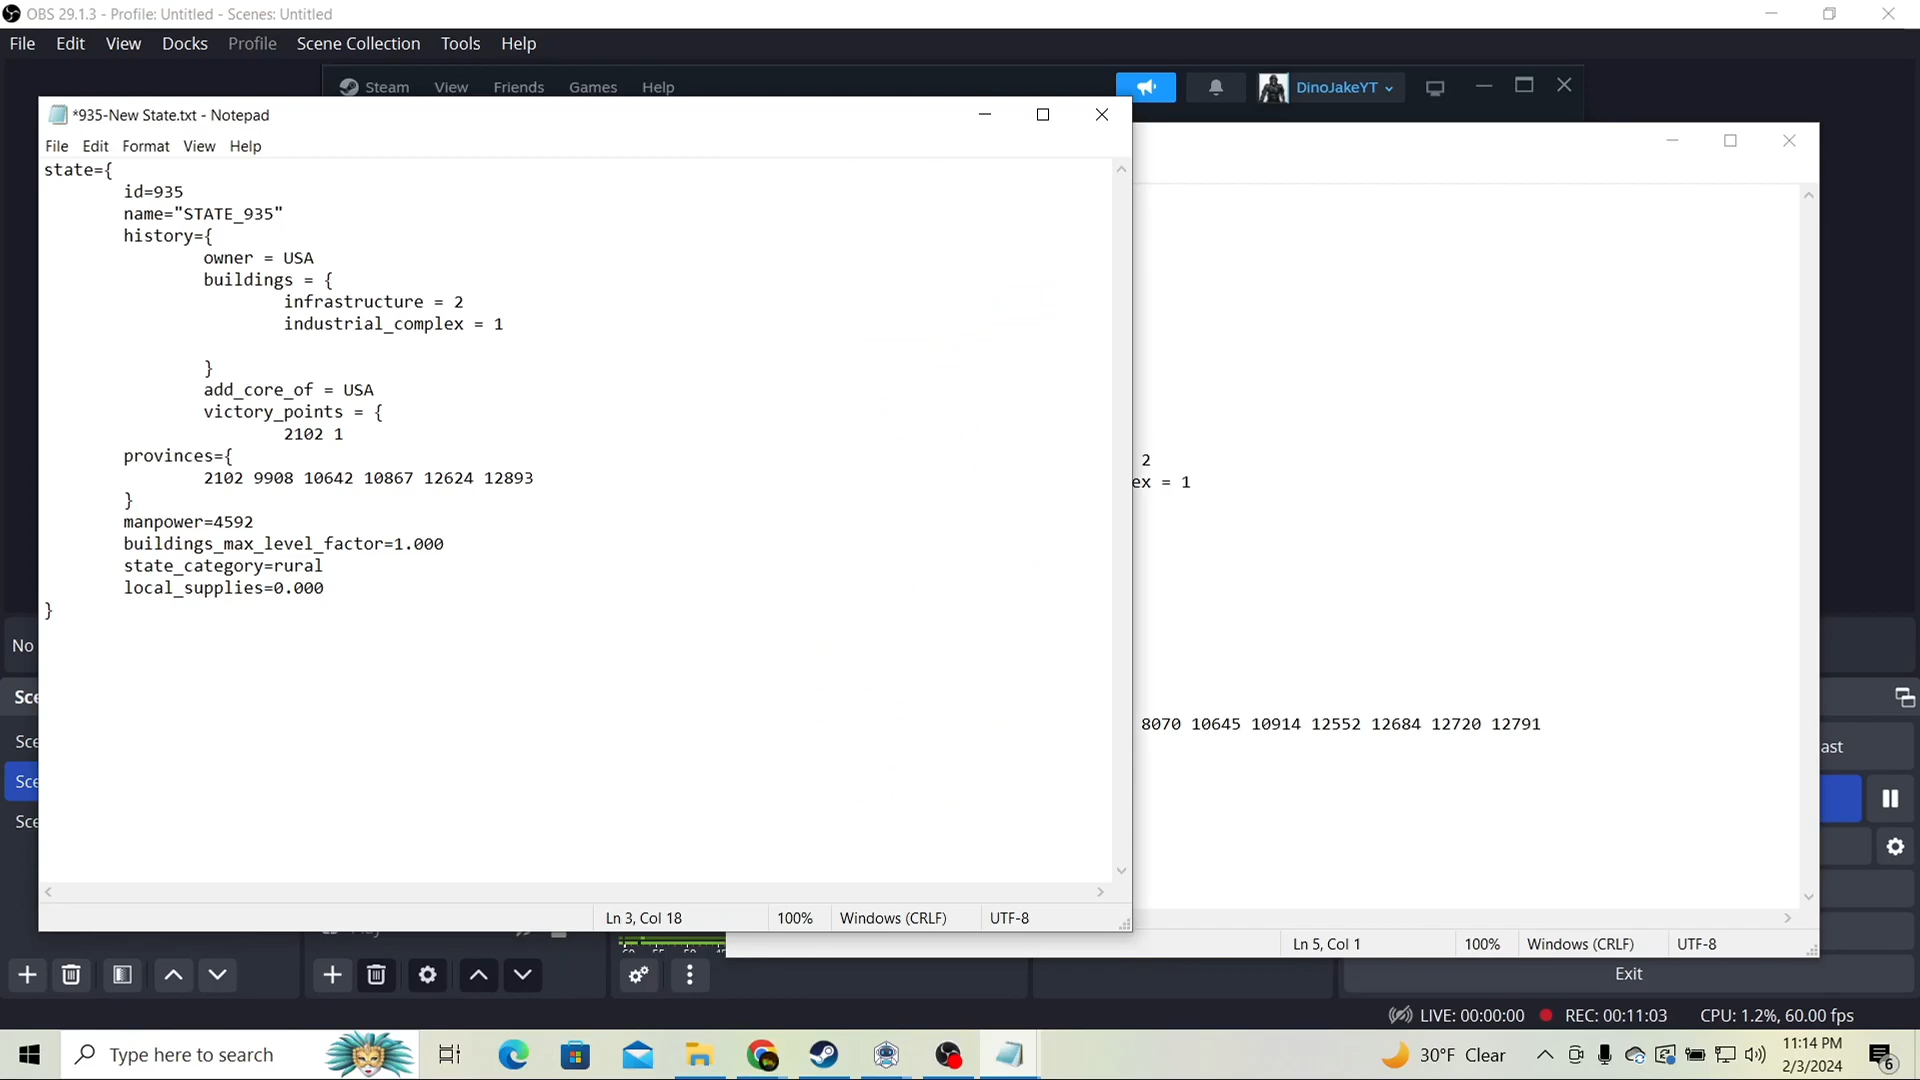 OBS 29.1.3 - Profile: Untitled - Scenes: Untitled
File Edit View Docks Profile Scene Collection Tools Help
Steam View Friends Games Help DinoJakeYT
*935-New State.txt - Notepad
File Edit Format View Help
state={
id=935
name="STATE_935"
history={
owner = USA
buildings = {
infrastructure = 2
industrial_complex = 1
}
add_core_of = USA
victory_points = {
2102 1
provinces={
2102 9908 10642 10867 12624 12893
}
manpower=4592
buildings_max_level_factor=1.000
state_category=rural
local_supplies=0.000
}
Ln 3, Col 18 100% Windows (CRLF) UTF-8
2
ex = 1
8070 10645 10914 12552 12684 12720 12791
Ln 5, Col 1 100% Windows (CRLF) UTF-8
No
Sce
Sce
Sce
Sce
ast
Exit
LIVE: 00:00:00 REC: 00:11:03 CPU: 1.2%, 60.00 fps
Type here to search
30°F Clear
11:14 PM
2/3/2024
6